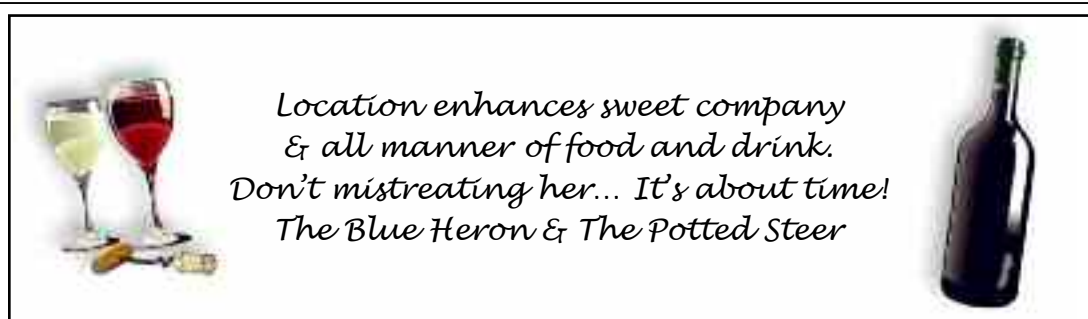 Location enhances sweet company
& all manner of food and drink.
Don't mistreating her... It's about time!
The Blue Heron & The Potted Steer